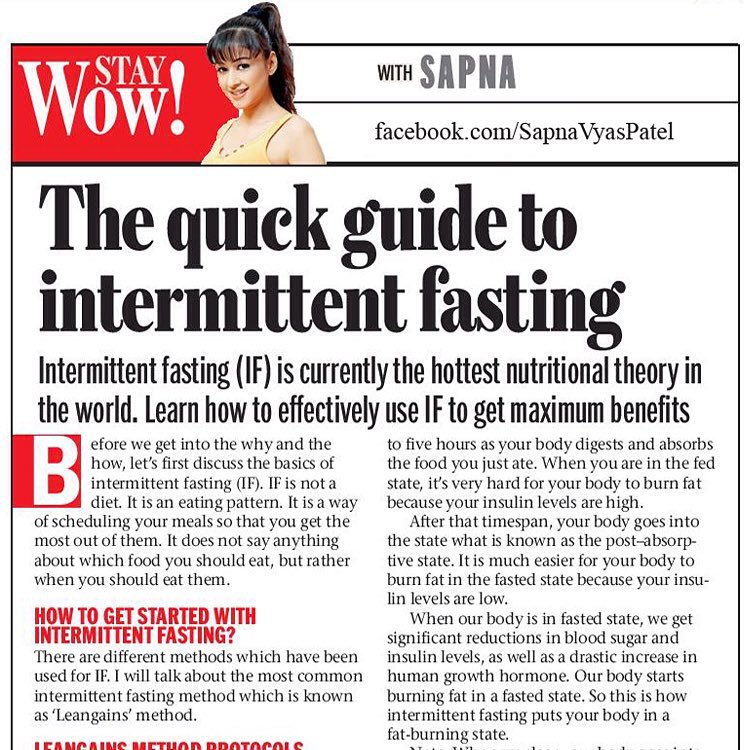 STAY
WOW!
WITH SAPNA
facebook.com/SapnaVyasPatel
The quick guide to
intermittent fasting
Intermittent fasting (IF) is currently the hottest nutritional theory in
the world. Learn how to effectively use IF to get maximum benefits
Before we get into the why and the
how, let's first discuss the basics of
intermittent fasting (IF). IF is not a
diet. It is an eating pattern. It is a way
of scheduling your meals so that you get the
most out of them. It does not say anything
about which food you should eat, but rather
when you should eat them.
HOW TO GET STARTED WITH
INTERMITTENT FASTING?
There are different methods which have been
used for IF. I will talk about the most common
intermittent fasting method which is known
as 'Leangains' method.
LEANGAINS METHOD PROTOCOLS
to five hours as your body digests and absorbs
the food you just ate. When you are in the fed
state, it's very hard for your body to burn fat
because your insulin levels are high.
After that timespan, your body goes into
the state what is known as the post–absorp-
tive state. It is much easier for your body to
burn fat in the fasted state because your insu-
lin levels are low.
When our body is in fasted state, we get
significant reductions in blood sugar and
insulin levels, as well as a drastic increase in
human growth hormone. Our body starts
burning fat in a fasted state. So this is how
intermittent fasting puts your body in a
fat-burning state.